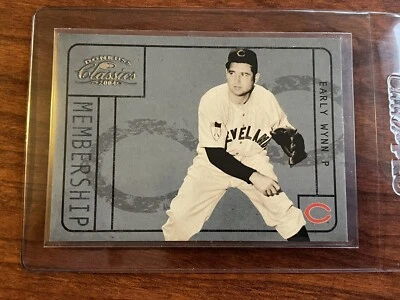 DONRUSS
Classics
2004
MEMBERSHIP
C
CLEVELAND
EARLY WYNN P
C